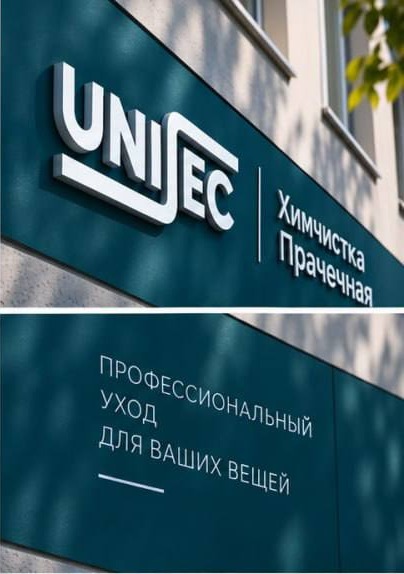 UNISEC
Химчистка
Прачечная
ПРОФЕССИОНАЛЬНЫЙ
УХОД
ДЛЯ ВАШИХ ВЕЩЕЙ